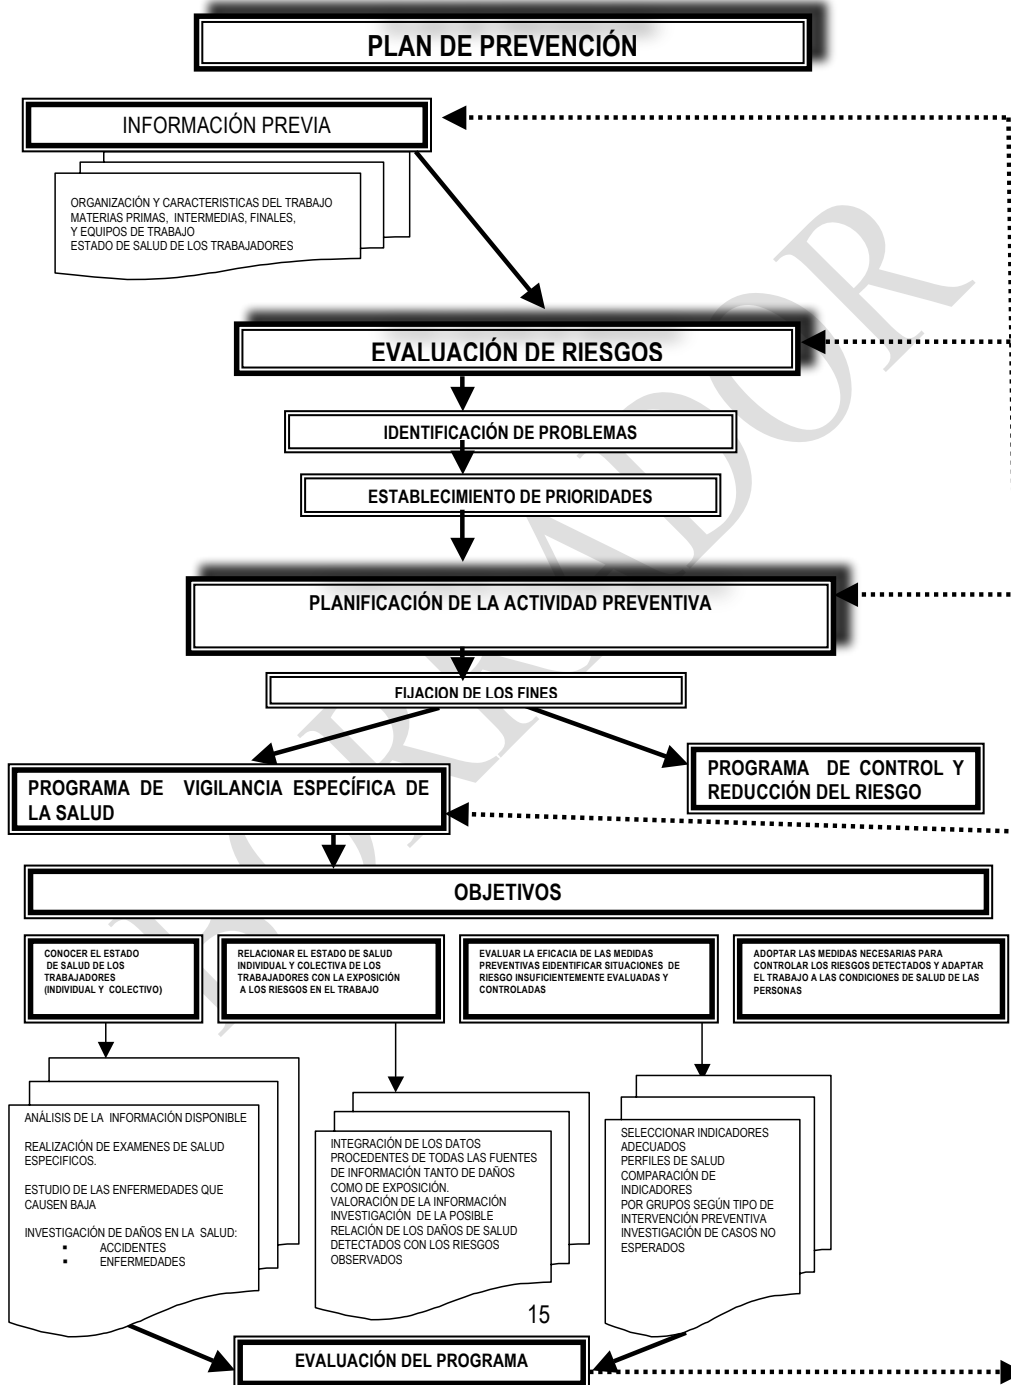 PLAN DE PREVENCIÓN
INFORMACIÓN PREVIA
ORGANIZACIÓN Y CARACTERISTICAS DEL TRABAJO
MATERIAS PRIMAS, INTERMEDIAS, FINALES,
Y EQUIPOS DE TRABAJO
ESTADO DE SALUD DE LOS TRABAJADORES
EVALUACIÓN DE RIESGOS
IDENTIFICACIÓN DE PROBLEMAS
ESTABLECIMIENTO DE PRIORIDADES
PLANIFICACIÓN DE LA ACTIVIDAD PREVENTIVA
FIJACION DE LOS FINES
PROGRAMA DE VIGILANCIA ESPECÍFICA DE
LA SALUD
PROGRAMA DE CONTROL Y
REDUCCIÓN DEL RIESGO
OBJETIVOS
CONOCER EL ESTADO
DE SALUD DE LOS
TRABAJADORES
(INDIVIDUAL Y COLECTIVO)
RELACIONAR EL ESTADO DE SALUD
INDIVIDUAL Y COLECTIVA DE LOS
TRABAJADORES CON LA EXPOSICIÓN
A LOS RIESGOS EN EL TRABAJO
EVALUAR LA EFICACIA DE LAS MEDIDAS
PREVENTIVAS EIDENTIFICAR SITUACIONES DE
RIESGO INSUFICIENTEMENTE EVALUADAS Y
CONTROLADAS
ADOPTAR LAS MEDIDAS NECESARIAS PARA
CONTROLAR LOS RIESGOS DETECTADOS Y ADAPTAR
EL TRABAJO A LAS CONDICIONES DE SALUD DE LAS
PERSONAS
ANÁLISIS DE LA INFORMACIÓN DISPONIBLE
REALIZACIÓN DE EXAMENES DE SALUD
ESPECIFICOS.
ESTUDIO DE LAS ENFERMEDADES QUE
CAUSEN BAJA
INVESTIGACIÓN DE DAÑOS EN LA SALUD:
▪ ACCIDENTES
▪ ENFERMEDADES
INTEGRACIÓN DE LOS DATOS
PROCEDENTES DE TODAS LAS FUENTES
DE INFORMACIÓN TANTO DE DAÑOS
COMO DE EXPOSICIÓN.
VALORACIÓN DE LA INFORMACIÓN
INVESTIGACIÓN DE LA POSIBLE
RELACIÓN DE LOS DAÑOS DE SALUD
DETECTADOS CON LOS RIESGOS
OBSERVADOS
SELECCIONAR INDICADORES
ADECUADOS
PERFILES DE SALUD
COMPARACIÓN DE
INDICADORES
POR GRUPOS SEGÚN TIPO DE
INTERVENCIÓN PREVENTIVA
INVESTIGACIÓN DE CASOS NO
ESPERADOS
15
EVALUACIÓN DEL PROGRAMA
BORRADOR